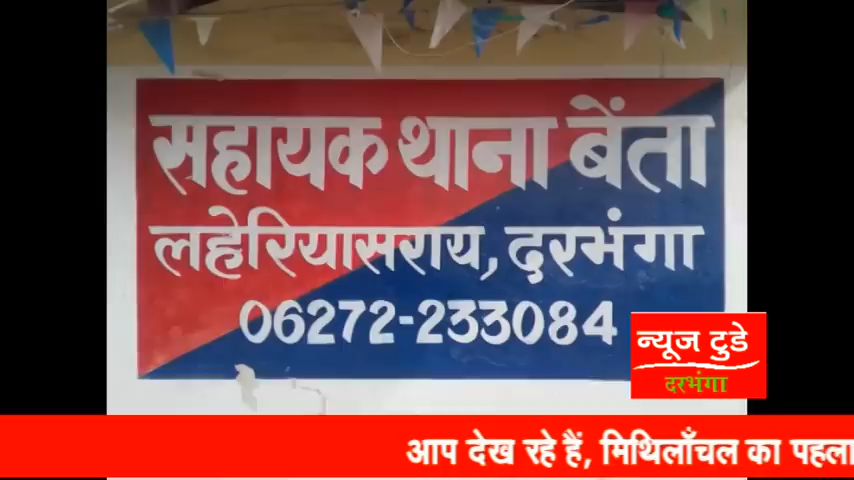 सहायक थाना बेंता
लहेरियासराय, दरभंगा
06272-233084
न्यूज टुडे
दरभंगा
आप देख रहे हैं, मिथिलाँचल का पहला